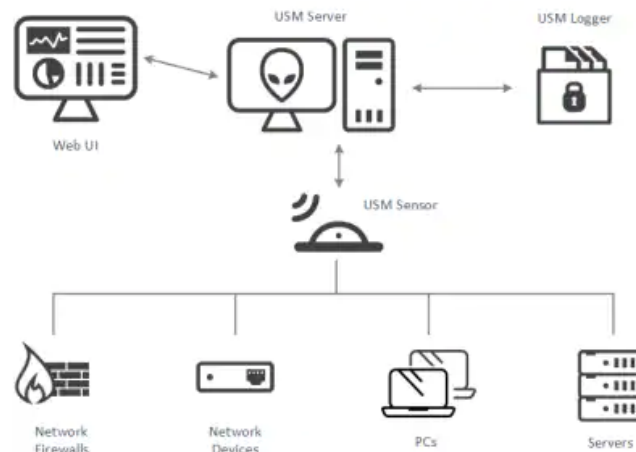 USM Server
USM Logger
Web UI
USM Sensor
Network
Firewalls
Network
Devices
PCs
Servers